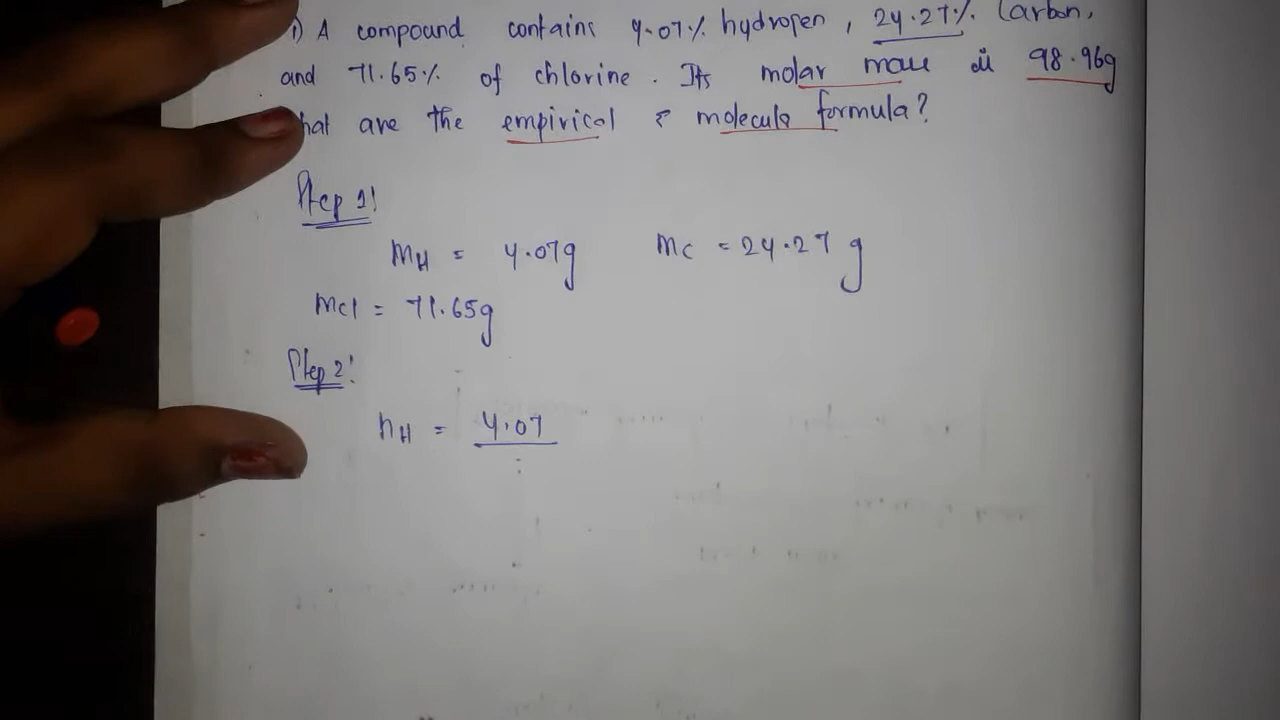 1) A compound contains 4.07% hydrogen, 24.27% Carbon,
and 71.65% of chlorine. Its molar mass is 98.96g
hat are the empirical & molecula formula?
Step 1!
mH = 4.07g mC = 24.27 g
mCl = 71.65g
Step 2!
nH = 4.07